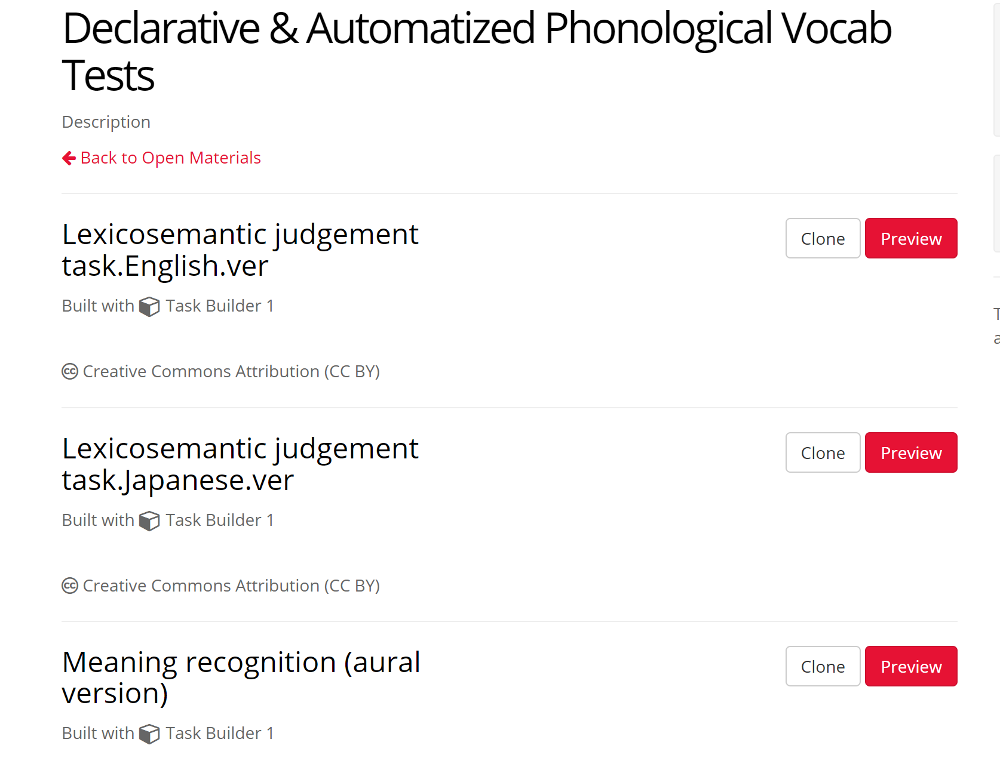 Declarative & Automatized Phonological Vocab
Tests
Description
Back to Open Materials
Lexicosemantic judgement
task.English.ver
Clone
Preview
Built with Task Builder 1
Creative Commons Attribution (CC BY)
Lexicosemantic judgement
task.Japanese.ver
Clone
Preview
Built with Task Builder 1
Creative Commons Attribution (CC BY)
Meaning recognition (aural
version)
Clone
Preview
Built with Task Builder 1